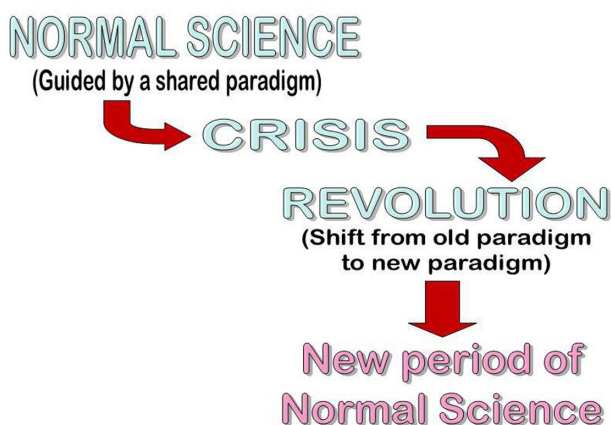 NORMAL SCIENCE
(Guided by a shared paradigm)
CRISIS
REVOLUTION
(Shift from old paradigm
to new paradigm)
New period of
Normal Science